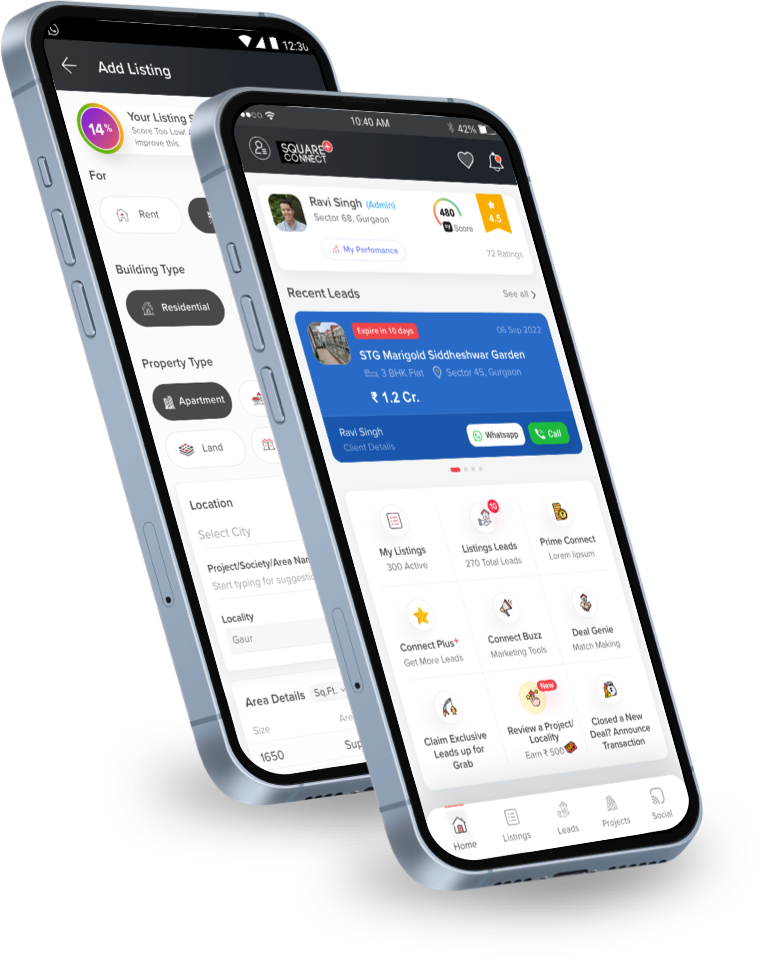 12:30
Add Listing
14%
Your Listing
Score Too Low!
improve this.
For
Rent
Building Type
Residential
Property Type
Apartment
Land
Location
Select City
Project/Society/Area
Start typing for
Locality
Gaur
Area Details Sq.Ft.
Size
1650
10:40 AM
42%
SQUARE
CONNECT
Ravi Singh (Admin)
Sector 68, Gurgaon
480
Score
4.5
My Perfomance
72 Ratings
Recent Leads
See all
Expire in 10 days
06 Sep 2022
STG Marigold Siddheshwar Garden
3 BHK Flat Sector 45, Gurgaon
₹ 1.2 Cr.
Ravi Singh
Client Details
Whatsapp
Call
My Listings
300 Active
10
Listings Leads
270 Total Leads
Prime Connect
Lorem Iipsum
Connect Plus+
Get More Leads
Connect Buzz
Marketing Tools
Deal Genie
Match Making
Claim Exclusive
Leads up for
Grab
New
Review a Project/
Locality
Earn ₹ 500
Closed a New
Deal? Announce
Transaction
Home
Listings
Leads
Projects
Social